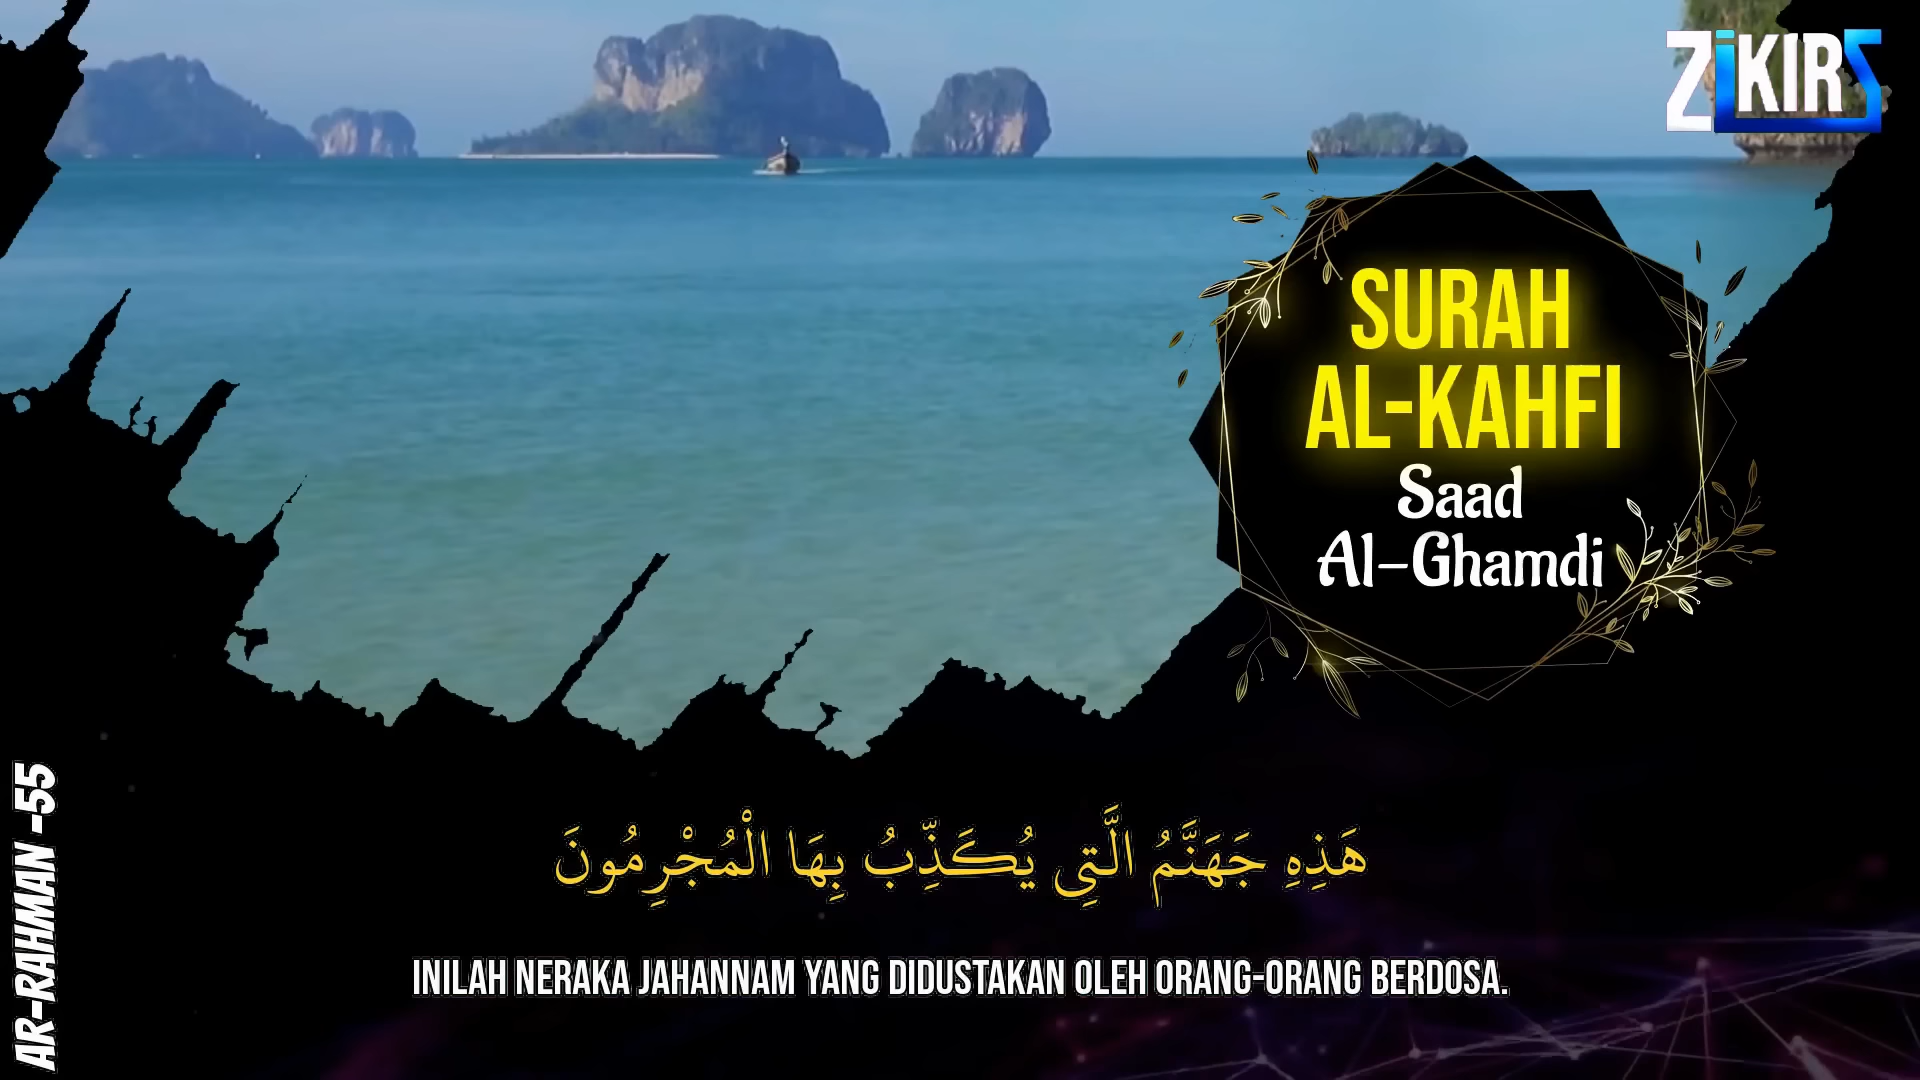 ZiKIRS
SURAH
AL-KAHFI
Saad
Al-Ghamdi
هَذِهِ جَهَنَّمُ الَّتِي يُكَذِّبُ بِهَا الْمُجْرِمُونَ
INILAH NERAKA JAHANNAM YANG DIDUSTAKAN OLEH ORANG-ORANG BERDOSA.
AR-RAHMAN -55